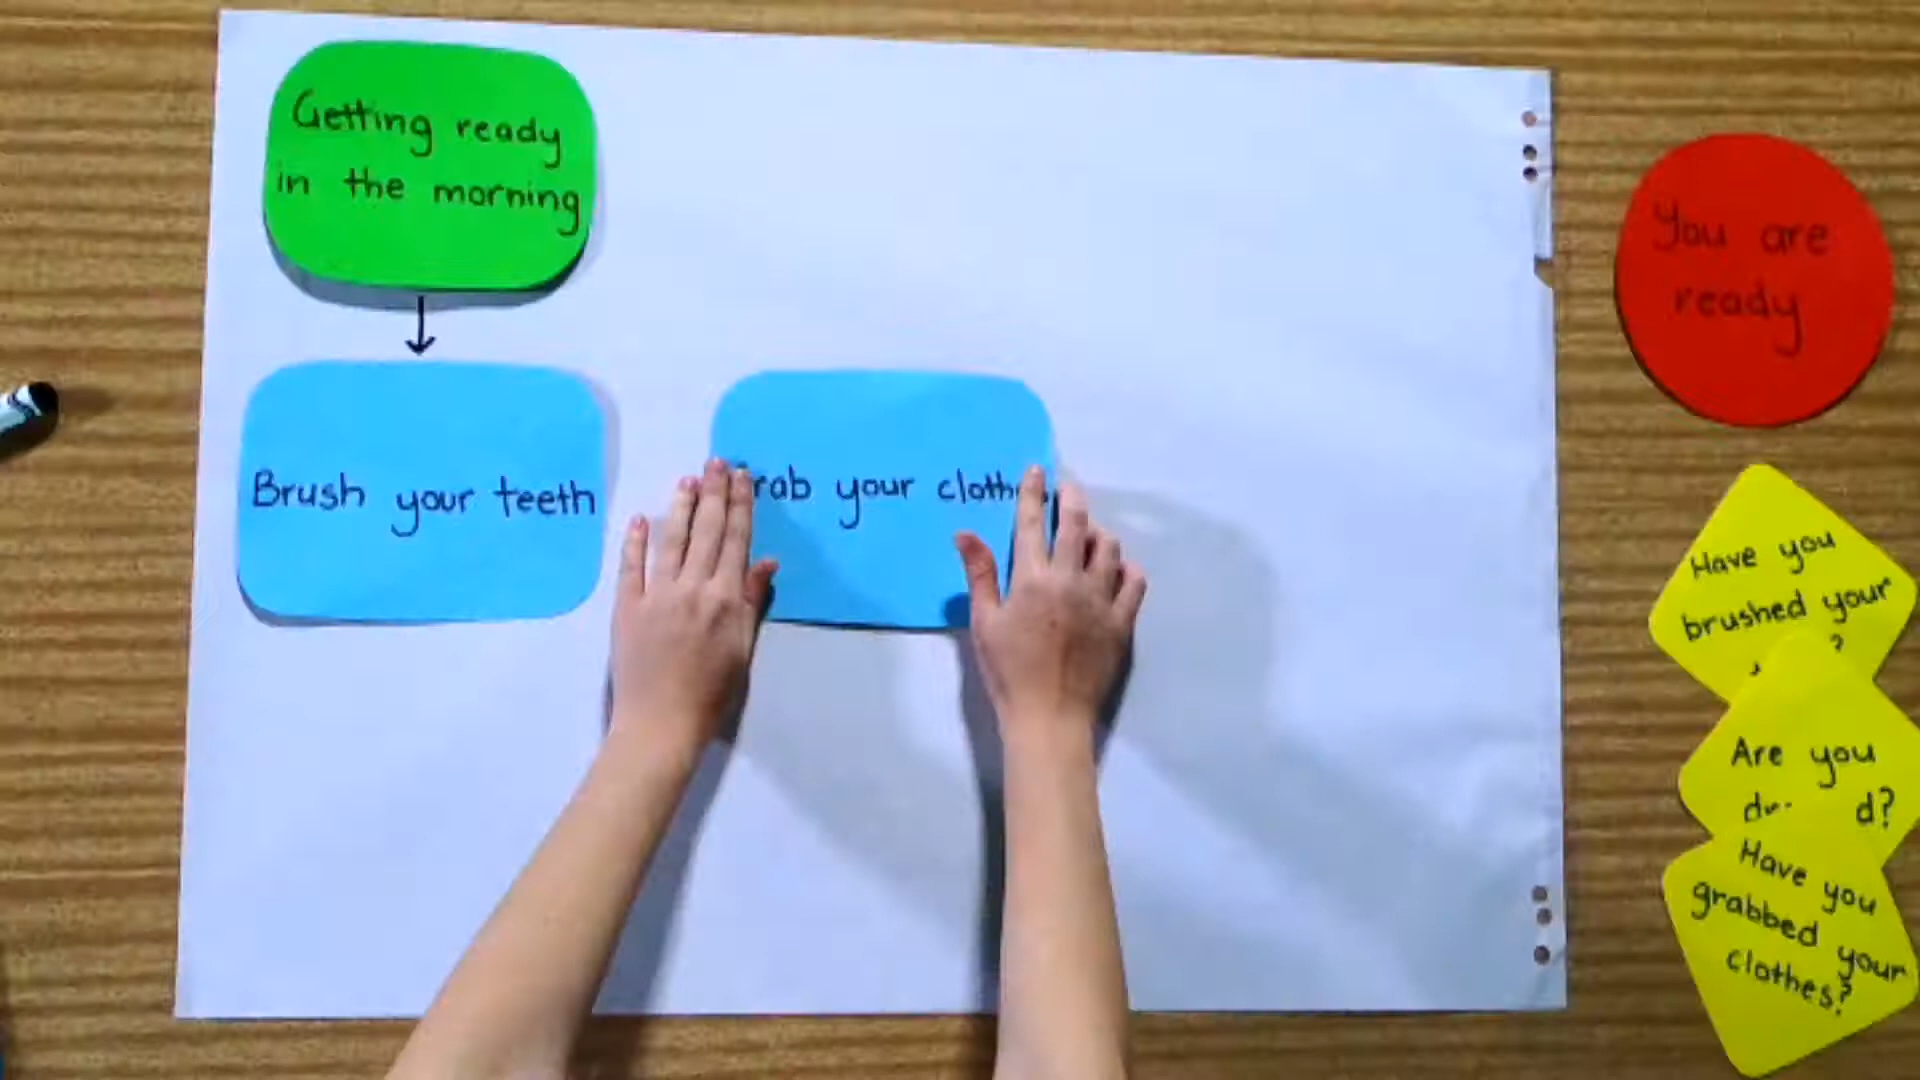 Getting ready
in the morning
Brush your teeth
your
You are
ready
Have you
brushed your
?
Are you
Have you
grabbed your
clothes?